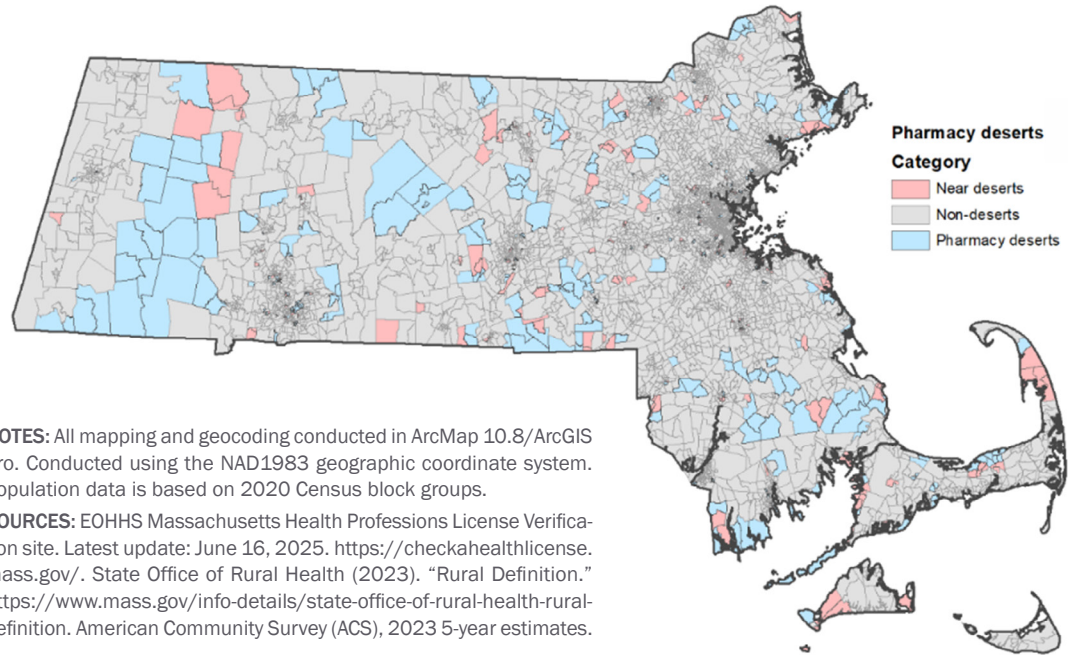 Pharmacy deserts
Category
Near deserts
Non-deserts
Pharmacy deserts
OTES: All mapping and geocoding conducted in ArcMap 10.8/ArcGIS
ro. Conducted using the NAD1983 geographic coordinate system.
opulation data is based on 2020 Census block groups.
OURCES: EOHHS Massachusetts Health Professions License Verifica-
on site. Latest update: June 16, 2025. https://checkahealthlicense.
ass.gov/. State Office of Rural Health (2023). “Rural Definition.”
ttps://www.mass.gov/info-details/state-office-of-rural-health-rural-
efinition. American Community Survey (ACS), 2023 5-year estimates.